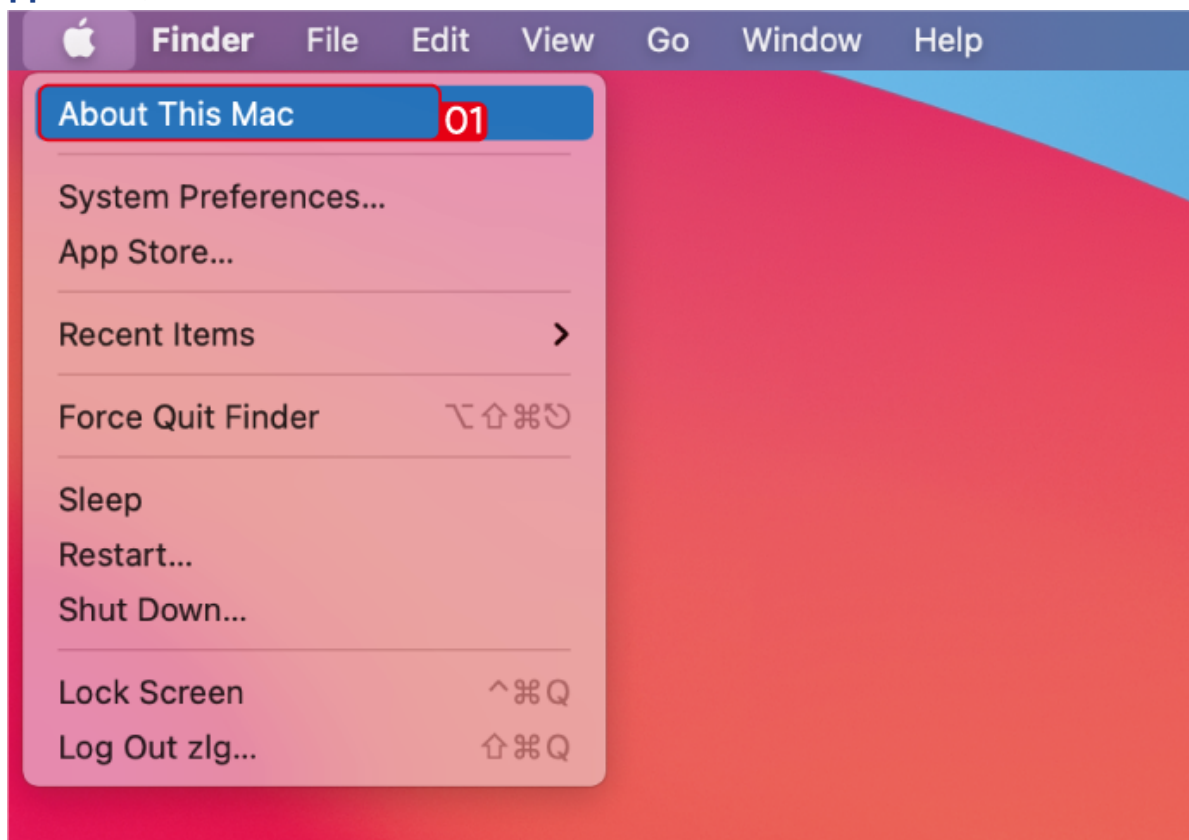 Finder File Edit View Go Window Help
About This Mac 01
System Preferences...
App Store...
Recent Items
Force Quit Finder ⌥⇧⌘⎋
Sleep
Restart...
Shut Down...
Lock Screen ^⌘Q
Log Out zlg... ⇧⌘Q